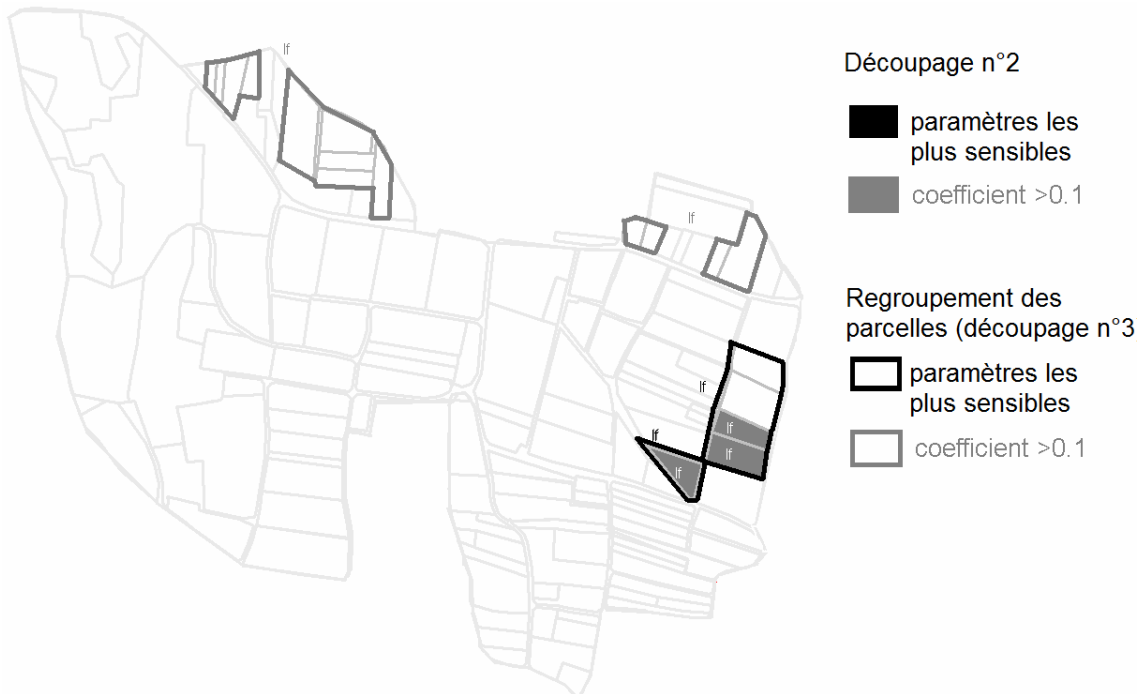 lf
Découpage n°2
paramètres les
plus sensibles
coefficient >0.1
lf
Regroupement des
parcelles (découpage n°3
paramètres les
plus sensibles
coefficient >0.1
lf
lf
lf
lf
lf